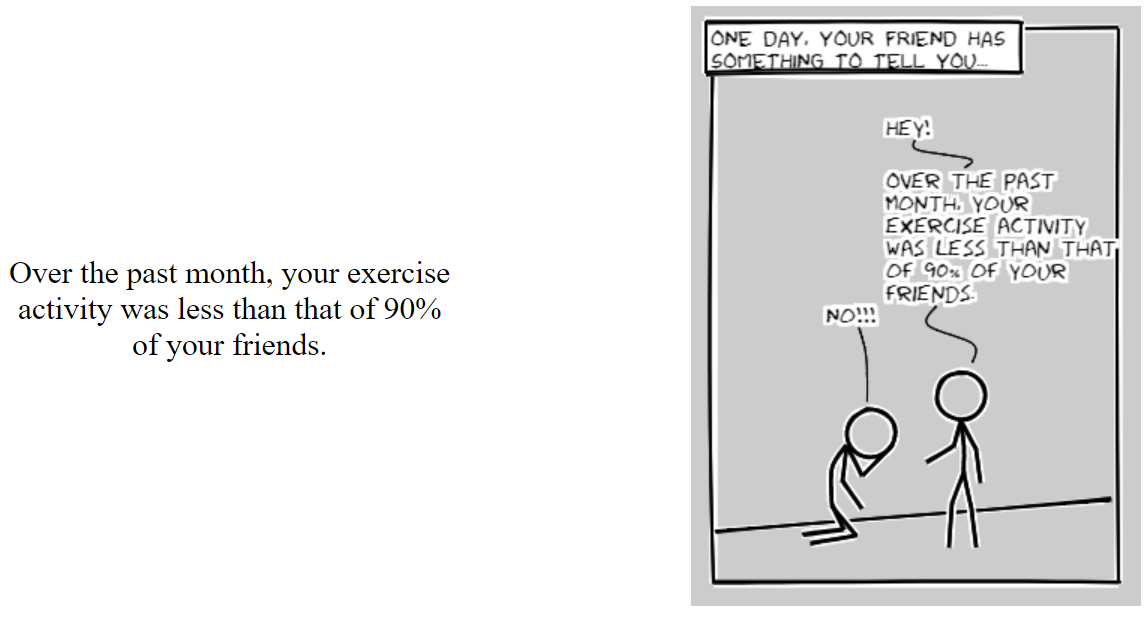 Over the past month, your exercise
activity was less than that of 90%
of your friends.
ONE DAY, YOUR FRIEND HAS
SOMETHING TO TELL YOU...
HEY!
OVER THE PAST
MONTH, YOUR
EXERCISE ACTIVITY
WAS LESS THAN THAT
OF 90% OF YOUR
FRIENDS.
NO!!!